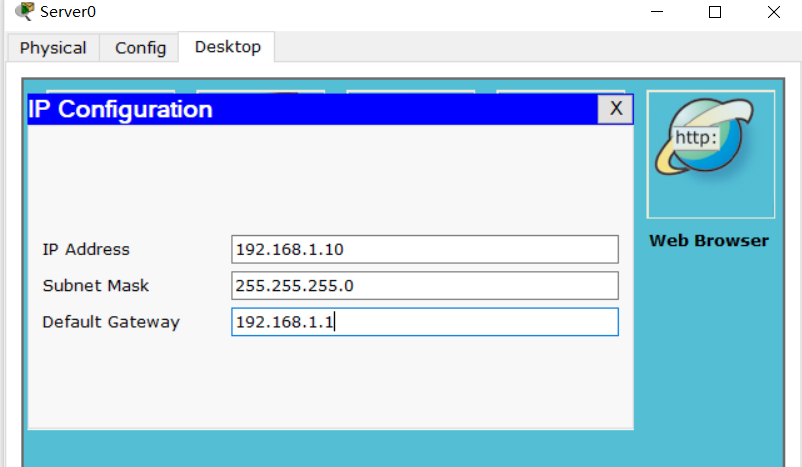 Server0
Physical Config Desktop
IP Configuration X
http:
Web Browser
IP Address 192.168.1.10
Subnet Mask 255.255.255.0
Default Gateway 192.168.1.1